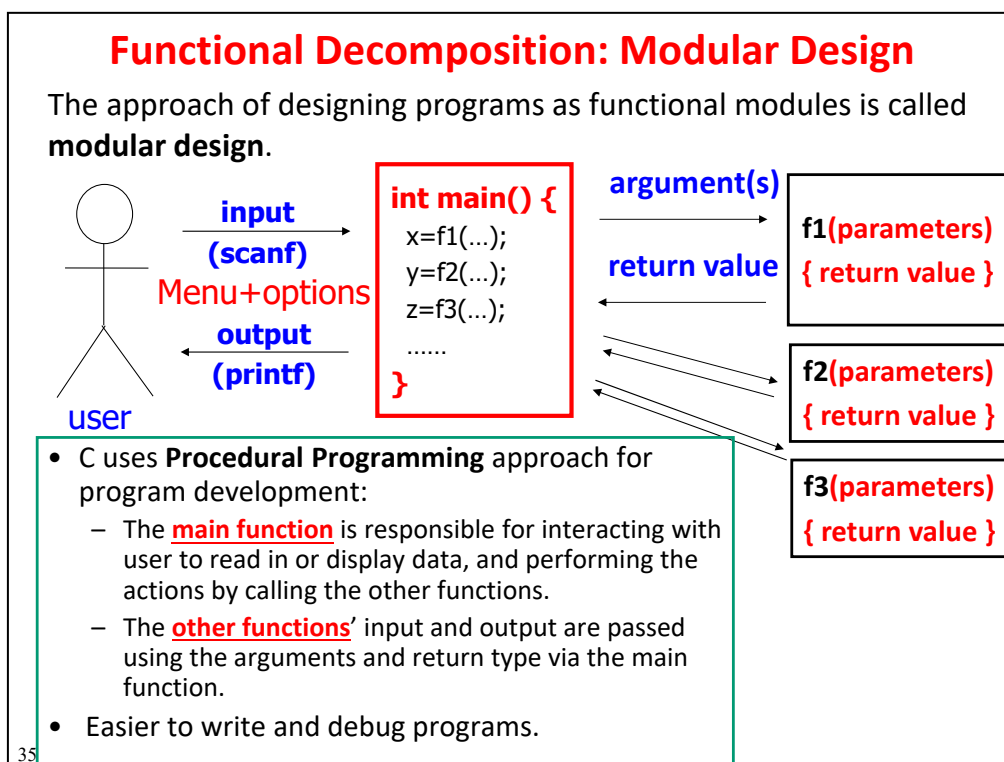 Functional Decomposition: Modular Design
The approach of designing programs as functional modules is called
modular design.
input
(scanf)
Menu+options
output
(printf)
user
int main() {
x=f1(…);
y=f2(…);
z=f3(…);
……
}
argument(s)
return value
f1(parameters)
{ return value }
f2(parameters)
{ return value }
f3(parameters)
{ return value }
• C uses Procedural Programming approach for
program development:
– The main function is responsible for interacting with
user to read in or display data, and performing the
actions by calling the other functions.
– The other functions’ input and output are passed
using the arguments and return type via the main
function.
• Easier to write and debug programs.
35